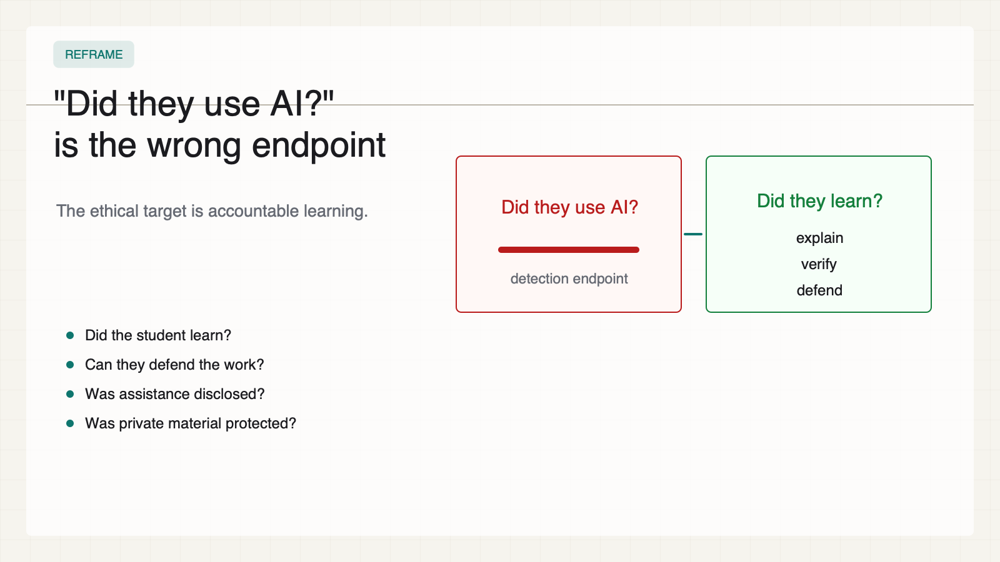 REFRAME
"Did they use AI?"
is the wrong endpoint
The ethical target is accountable learning.
Did the student learn?
Can they defend the work?
Was assistance disclosed?
Was private material protected?
Did they use AI?
detection endpoint
Did they learn?
explain
verify
defend